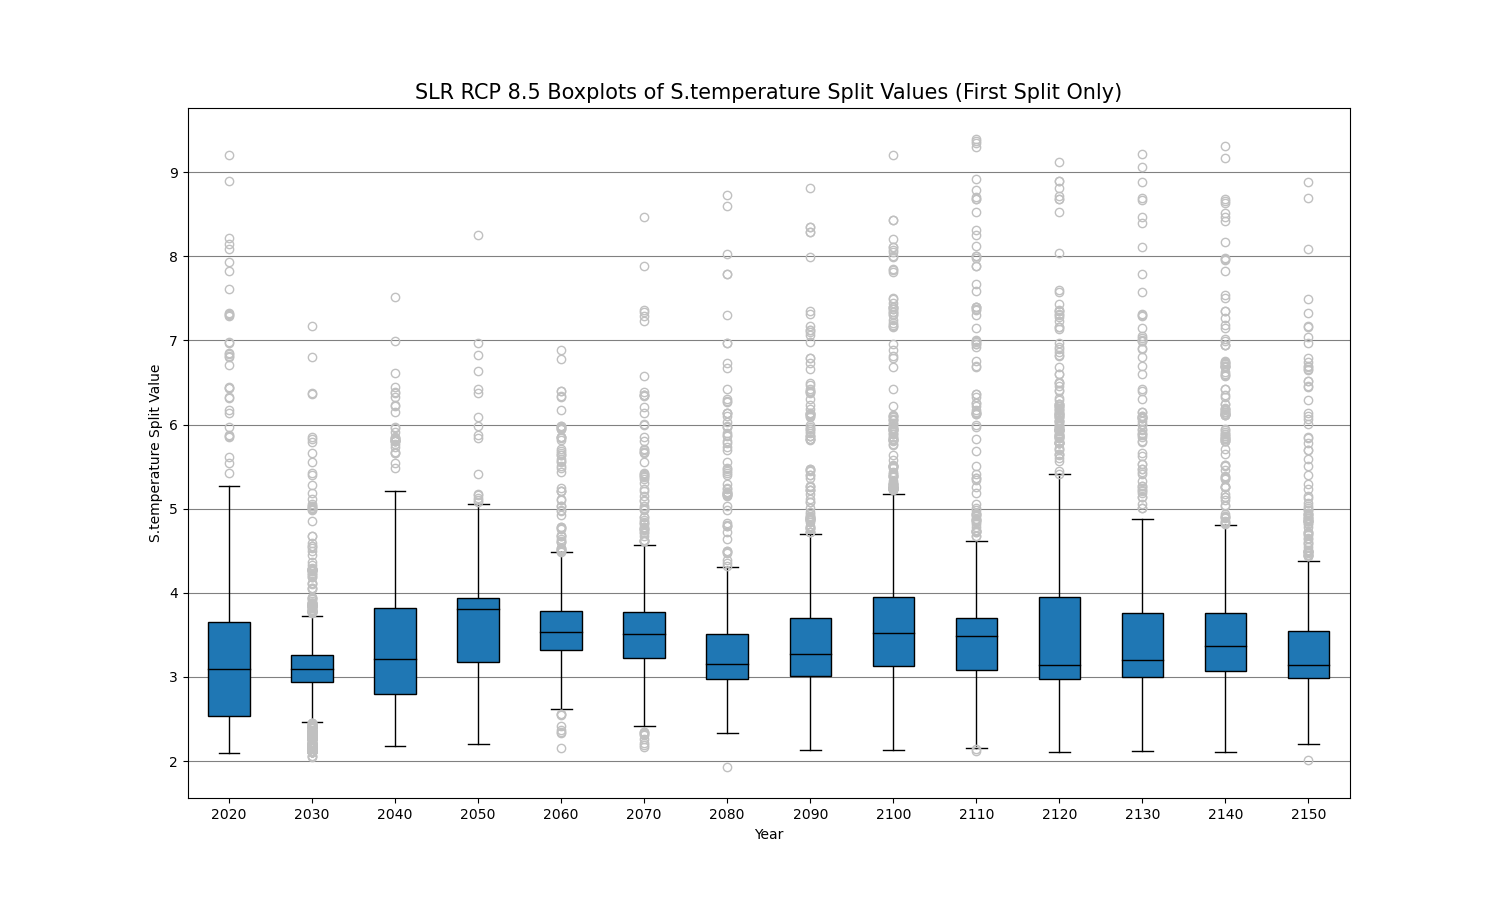 SLR RCP 8.5 Boxplots of S.temperature Split Values (First Split Only)
9
8
7
6
5
4
3
2
S.temperature Split Value
2020 2030 2040 2050 2060 2070 2080 2090 2100 2110 2120 2130 2140 2150
Year